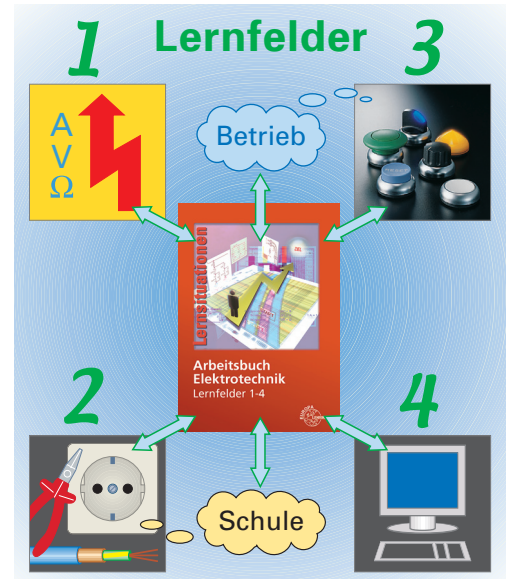 Lernfelder
1
3
A
V
Ω
Betrieb
Lernsituationen
Arbeitsbuch
Elektrotechnik
Lernfelder 1-4
2
4
Schule